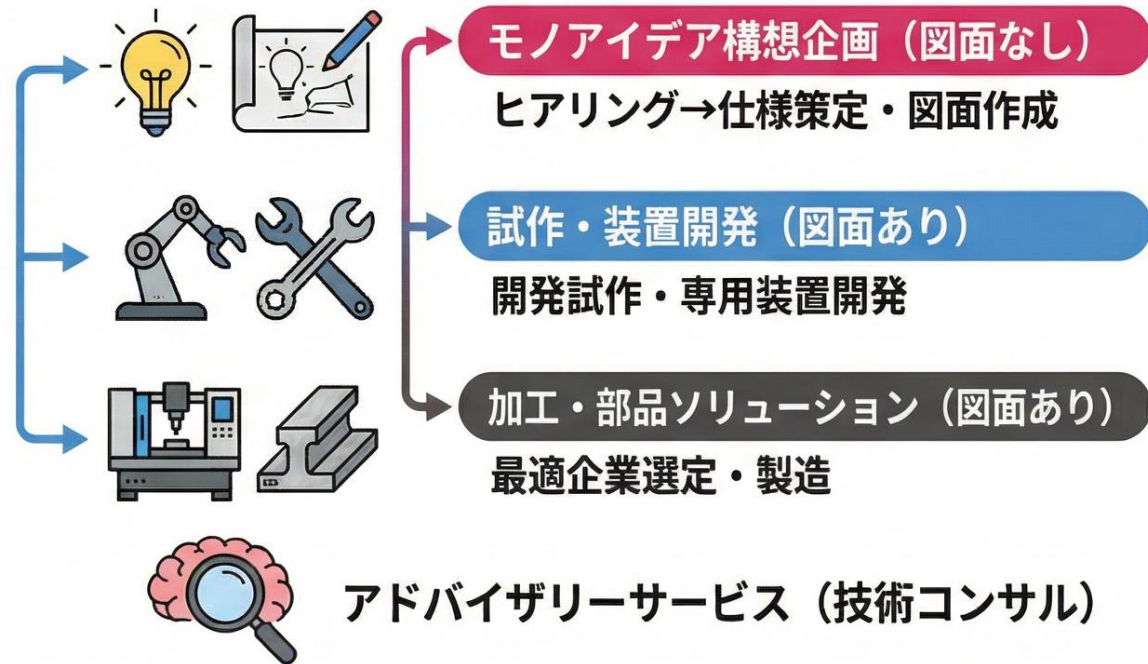 モノアイデア構想企画（図面なし）
ヒアリング→仕様策定・図面作成
試作・装置開発（図面あり）
開発試作・専用装置開発
加工・部品ソリューション（図面あり）
最適企業選定・製造
アドバイザリーサービス（技術コンサル）